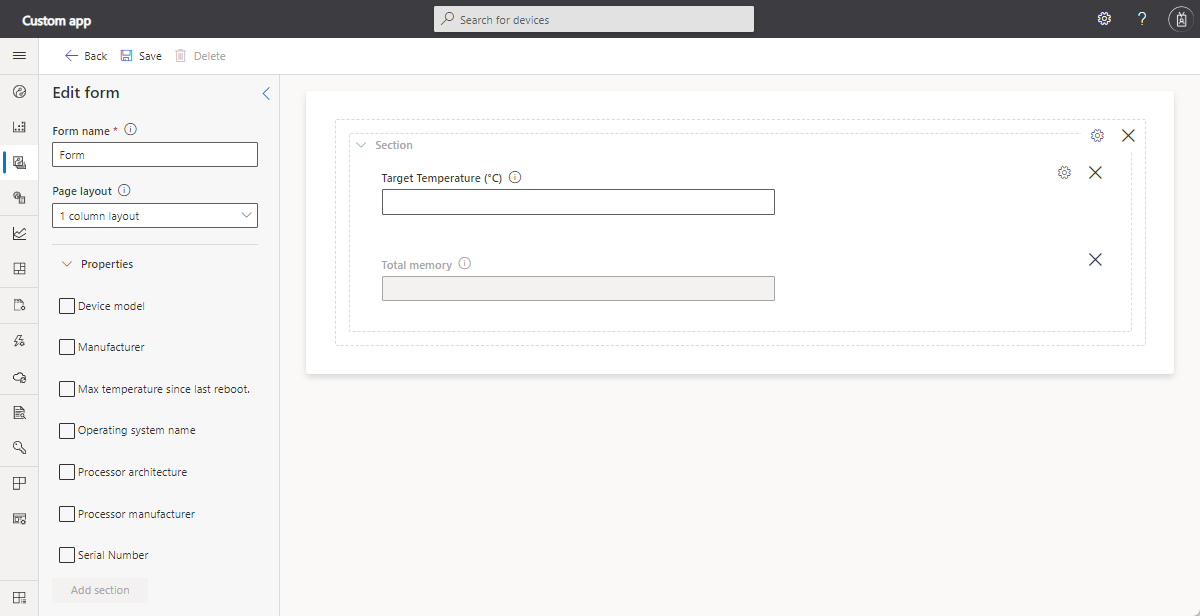 Custom app
Search for devices
?
Back
Save
Delete
Edit form
Form name *
Form
Page layout
1 column layout
Properties
Device model
Manufacturer
Max temperature since last reboot.
Operating system name
Processor architecture
Processor manufacturer
Serial Number
Add section
Section
Target Temperature (°C)
Total memory